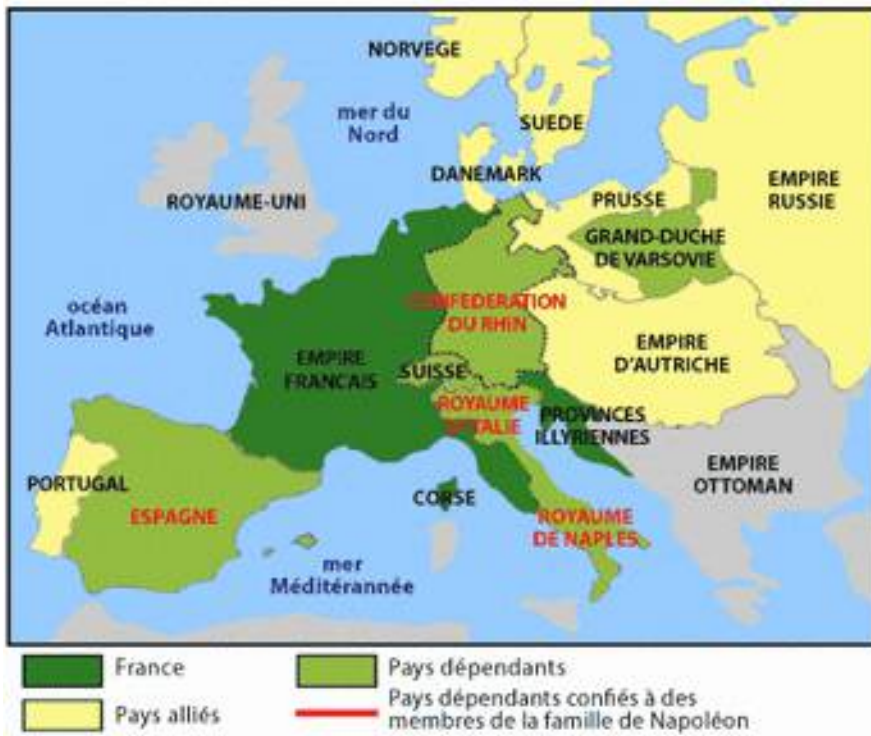 NORVEGE
mer du
Nord
SUEDE
DANEMARK
ROYAUME-UNI
PRUSSE
EMPIRE
RUSSIE
GRAND-DUCHE
DE VARSOVIE
océan
Atlantique
CONFEDERATION
DU RHIN
EMPIRE
FRANCAIS
SUISSE
EMPIRE
D'AUTRICHE
ROYAUME
D'ITALIE
PROVINCES
ILLYRIENNES
EMPIRE
OTTOMAN
PORTUGAL
ESPAGNE
CORSE
ROYAUME
DE NAPLES
mer
Méditérannée
France
Pays dépendants
Pays alliés
Pays dépendants confiés à des
membres de la famille de Napoléon